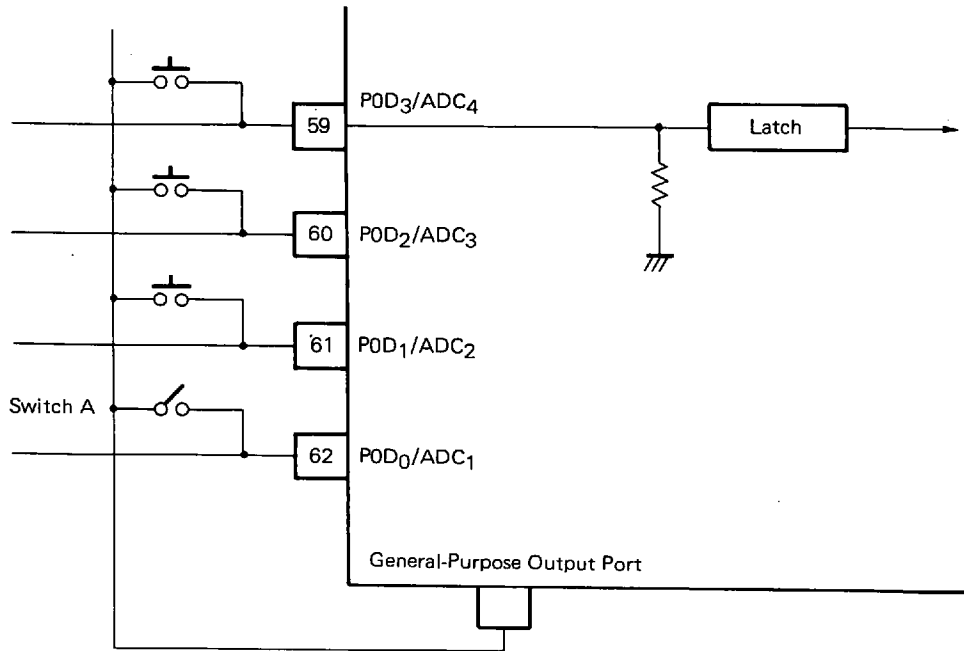 P0D3/ADC4
59
Latch
60
P0D2/ADC3
61
P0D1/ADC2
Switch A
62
P0D0/ADC1
General-Purpose Output Port